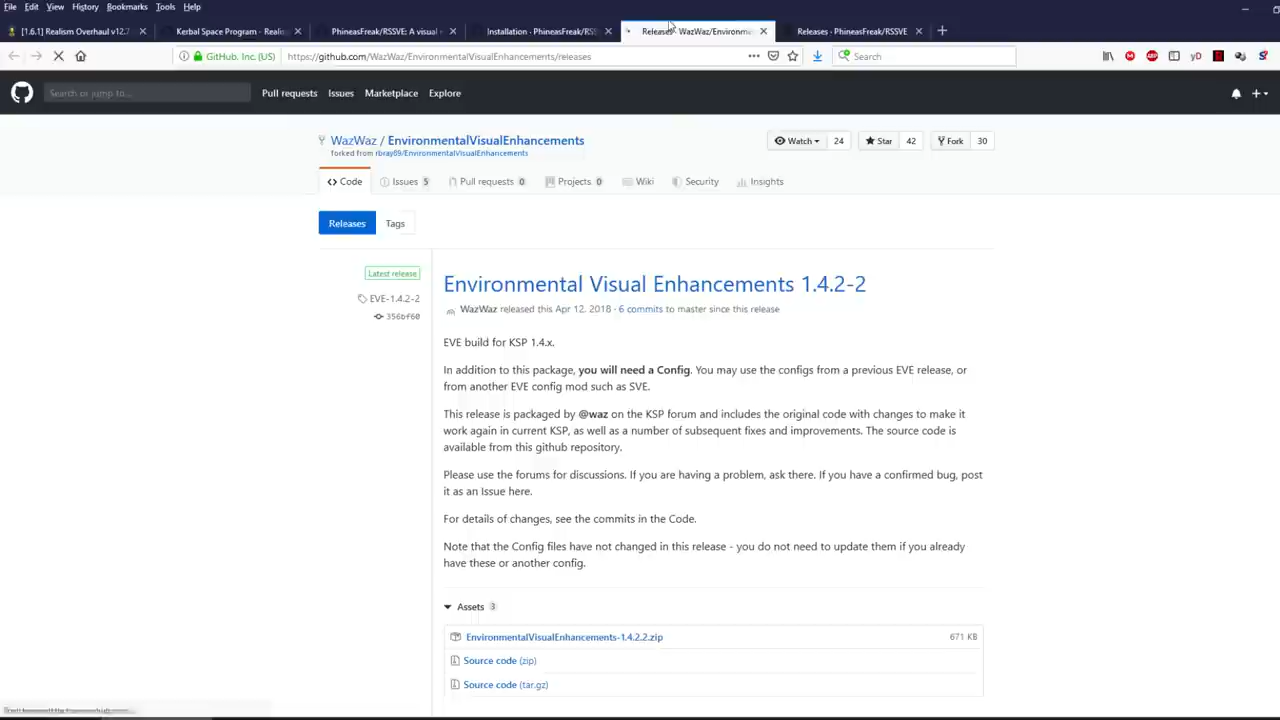 File Edit View History Bookmarks Tools Help
[1.6.1] Realism Overhaul v12.7
Kerbal Space Program - Realis
PhineasFreak/RSSVE: A visual
Installation · PhineasFreak/RSS
Releases · WazWaz/Environmen
Releases · PhineasFreak/RSSVE
GitHub, Inc. (US)
https://github.com/WazWaz/EnvironmentalVisualEnhancements/releases
Search
Search or jump to...
Pull requests Issues Marketplace Explore
WazWaz / EnvironmentalVisualEnhancements
forked from rbray89/EnvironmentalVisualEnhancements
Watch 24 Star 42 Fork 30
Code Issues 5 Pull requests 0 Projects 0 Wiki Security Insights
Releases Tags
Latest release
EVE-1.4.2-2
356bf60
Environmental Visual Enhancements 1.4.2-2
WazWaz released this Apr 12, 2018 · 6 commits to master since this release
EVE build for KSP 1.4.x.
In addition to this package, you will need a Config. You may use the configs from a previous EVE release, or
from another EVE config mod such as SVE.
This release is packaged by @waz on the KSP forum and includes the original code with changes to make it
work again in current KSP, as well as a number of subsequent fixes and improvements. The source code is
available from this github repository.
Please use the forums for discussions. If you are having a problem, ask there. If you have a confirmed bug, post
it as an Issue here.
For details of changes, see the commits in the Code.
Note that the Config files have not changed in this release - you do not need to update them if you already
have these or another config.
Assets 3
EnvironmentalVisualEnhancements-1.4.2.2.zip 671 KB
Source code (zip)
Source code (tar.gz)